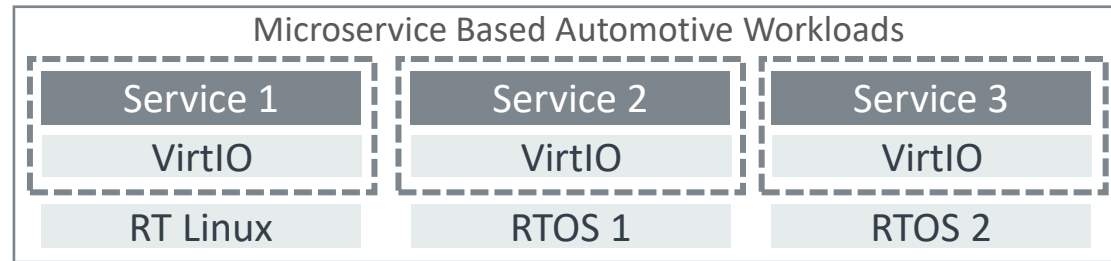 Microservice Based Automotive Workloads
Service 1 Service 2 Service 3
VirtIO VirtIO VirtIO
RT Linux RTOS 1 RTOS 2